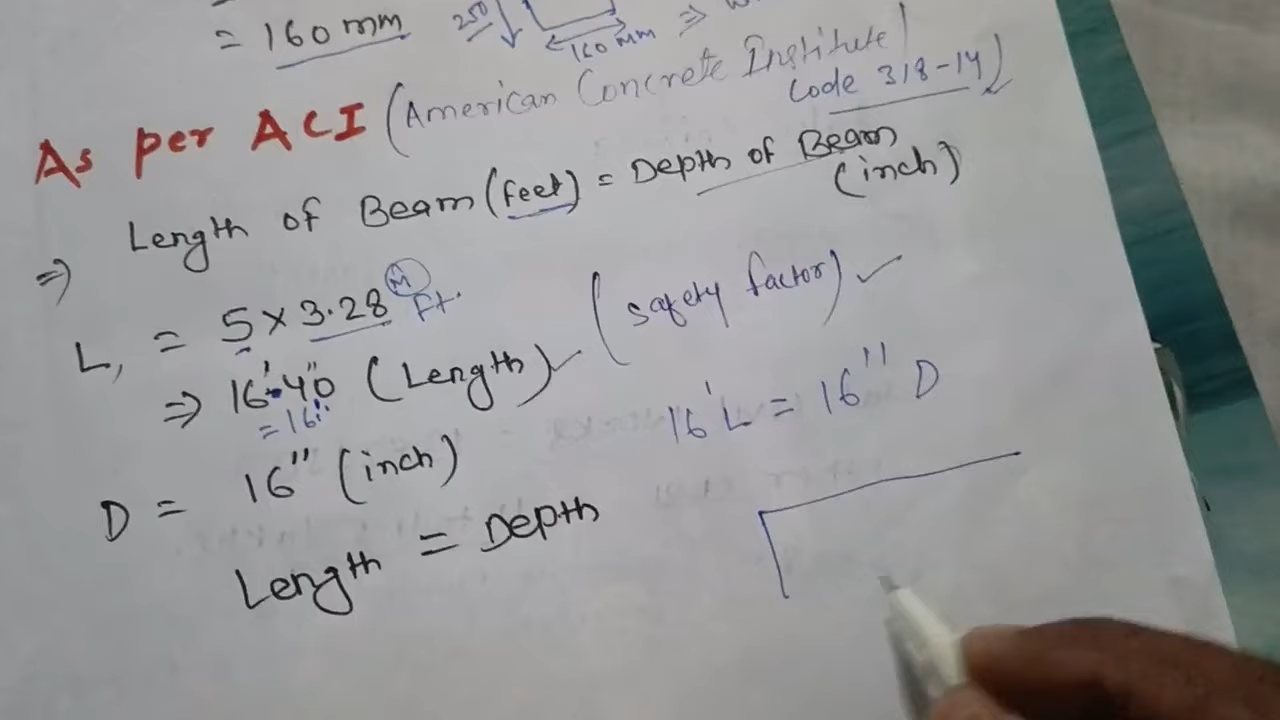 = 160 mm
250
160 mm ⇒
As per ACI (American Concrete Institute
Code 318-14)
⇒ Length of Beam (feet) = Depth of Beam
(inch)
L, = 5 × 3.28 M Ft.
(safety factor) ✓
⇒ 16'.40" (Length) ✓
= 16'
16' L = 16'' D
D = 16'' (inch)
Length = Depth